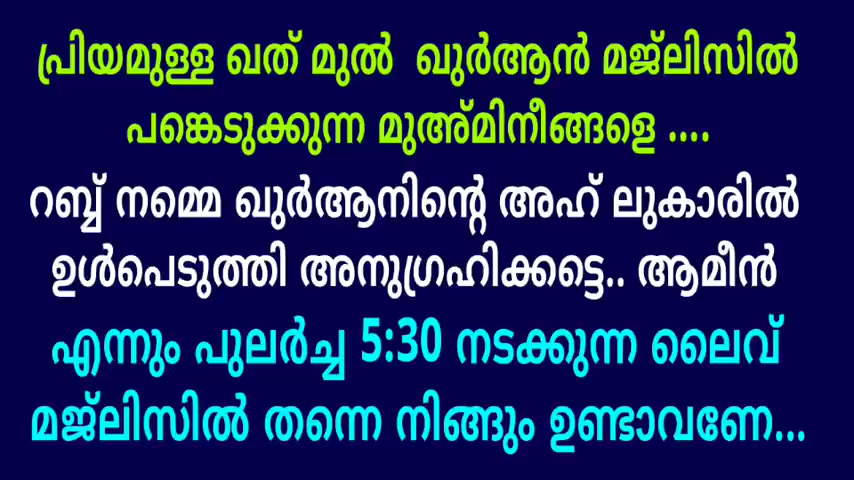 പ്രിയമുള്ള ഖത് മുൽ ഖുർആൻ മജ്ലിസിൽ
പങ്കെടുക്കുന്ന മുഅ്മിനീങ്ങളെ ....
റബ്ബ് നമ്മെ ഖുർആനിന്റെ അഹ് ലുകാരിൽ
ഉൾപെടുത്തി അനുഗ്രഹിക്കട്ടെ.. ആമീൻ
എന്നും പുലർച്ച 5:30 നടക്കുന്ന ലൈവ്
മജ്ലിസിൽ തന്നെ നിങ്ങും ഉണ്ടാവണേ...